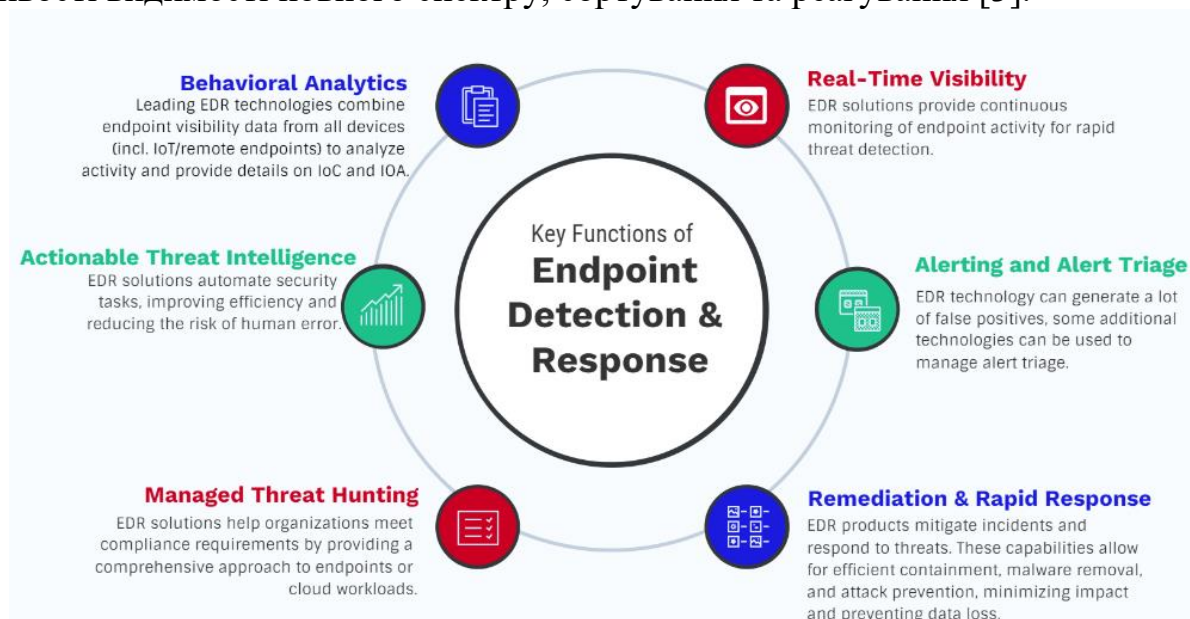 видимості повного спектру, сортування та реагування [5].
Behavioral Analytics
Leading EDR technologies combine
endpoint visibility data from all devices
(incl. IoT/remote endpoints) to analyze
activity and provide details on IoC and IOA.
Real-Time Visibility
EDR solutions provide continuous
monitoring of endpoint activity for rapid
threat detection.
Actionable Threat Intelligence
EDR solutions automate security
tasks, improving efficiency and
reducing the risk of human error.
Key Functions of
Endpoint
Detection &
Response
Alerting and Alert Triage
EDR technology can generate a lot
of false positives, some additional
technologies can be used to
manage alert triage.
Managed Threat Hunting
EDR solutions help organizations meet
compliance requirements by providing a
comprehensive approach to endpoints or
cloud workloads.
Remediation & Rapid Response
EDR products mitigate incidents and
respond to threats. These capabilities allow
for efficient containment, malware removal,
and attack prevention, minimizing impact
and preventing data loss.